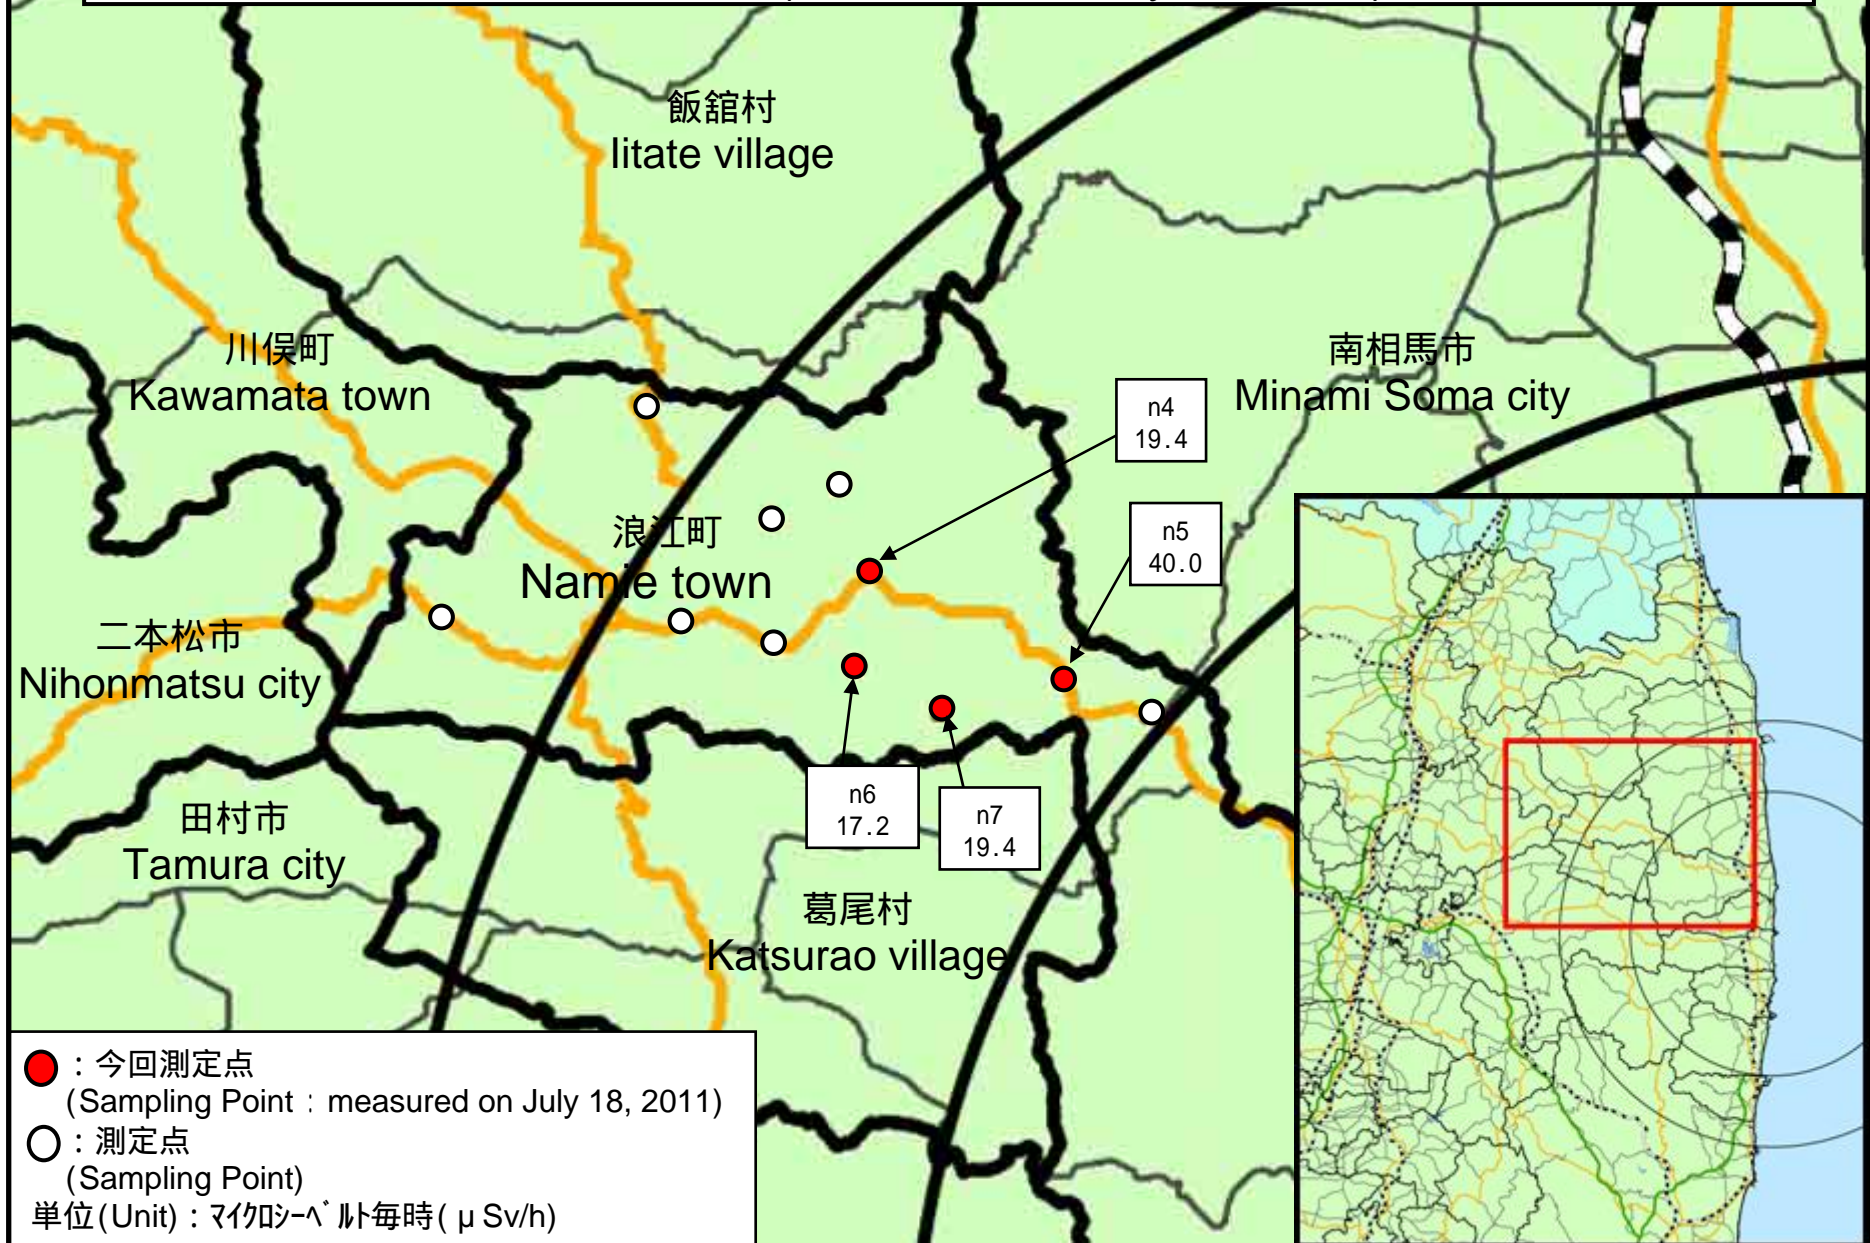 飯舘村
Iitate village
川俣町
Kawamata town
南相馬市
Minami Soma city
n4
19.4
n5
40.0
浪江町
Namie town
二本松市
Nihonmatsu city
n6
17.2
n7
19.4
田村市
Tamura city
葛尾村
Katsurao village
：今回測定点
(Sampling Point：measured on July 18, 2011)
：測定点
(Sampling Point)
単位(Unit)：ﾏｲｸﾛｼｰﾍﾞﾙﾄ毎時( μ Sv/h)